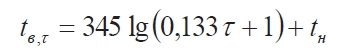 t_{в,τ} = 345 lg(0,133 τ + 1) + t_н